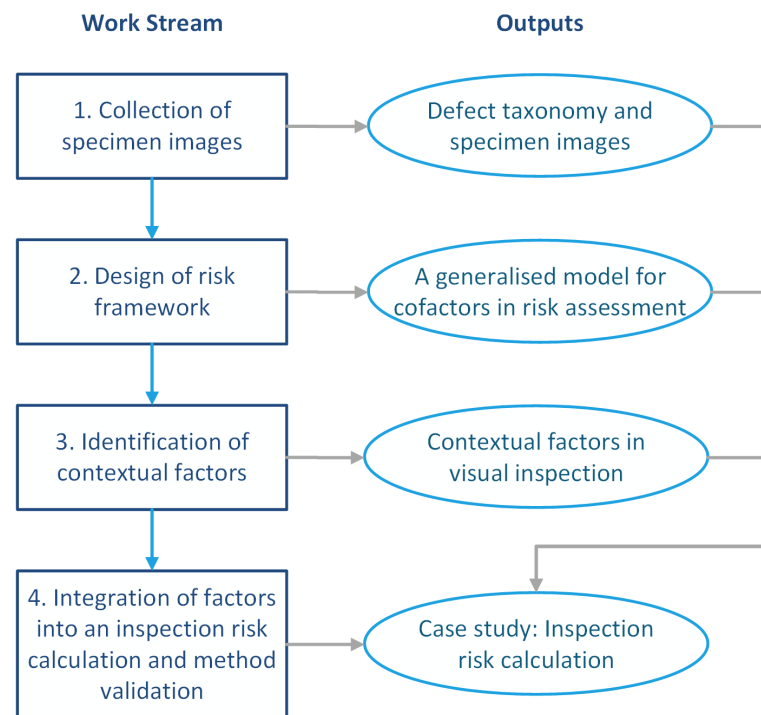 Work Stream
Outputs
1. Collection of
specimen images
Defect taxonomy and
specimen images
2. Design of risk
framework
A generalised model for
cofactors in risk assessment
3. Identification of
contextual factors
Contextual factors in
visual inspection
4. Integration of factors
into an inspection risk
calculation and method
validation
Case study: Inspection
risk calculation